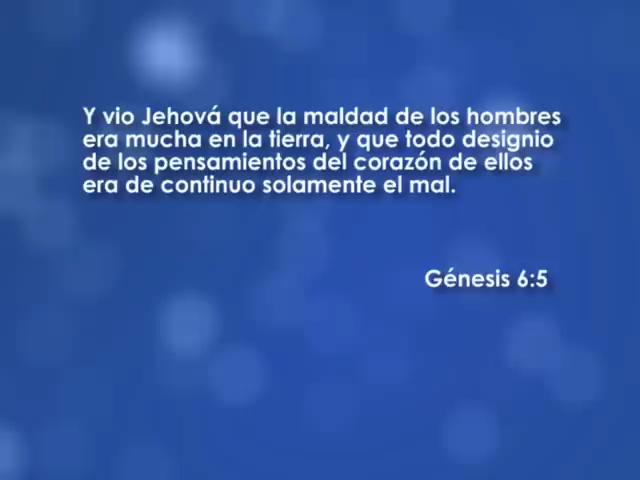 Y vio Jehová que la maldad de los hombres
era mucha en la tierra, y que todo designio
de los pensamientos del corazón de ellos
era de continuo solamente el mal.
Génesis 6:5